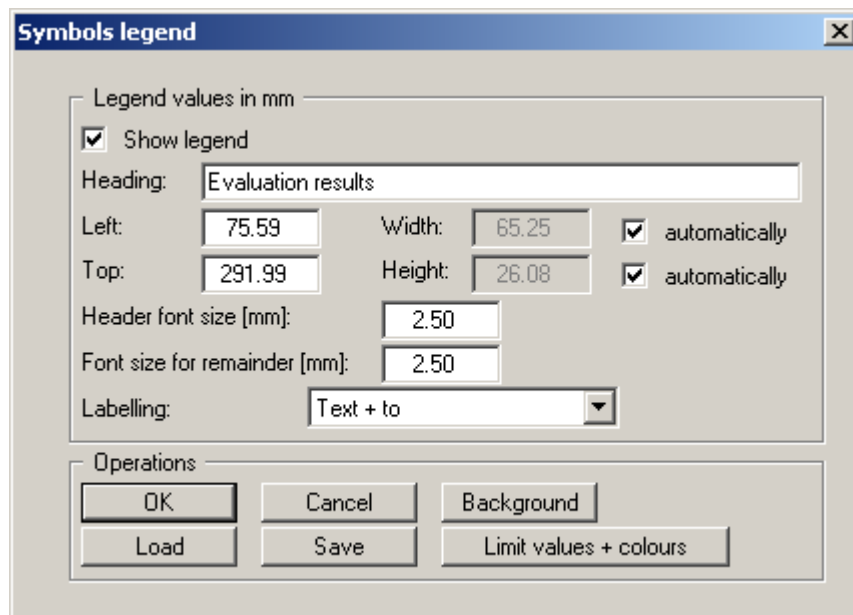 Symbols legend
Legend values in mm
Show legend
Heading: Evaluation results
Left: 75.59 Width: 65.25 automatically
Top: 291.99 Height: 26.08 automatically
Header font size [mm]: 2.50
Font size for remainder [mm]: 2.50
Labelling: Text + to
Operations
OK Cancel Background
Load Save Limit values + colours